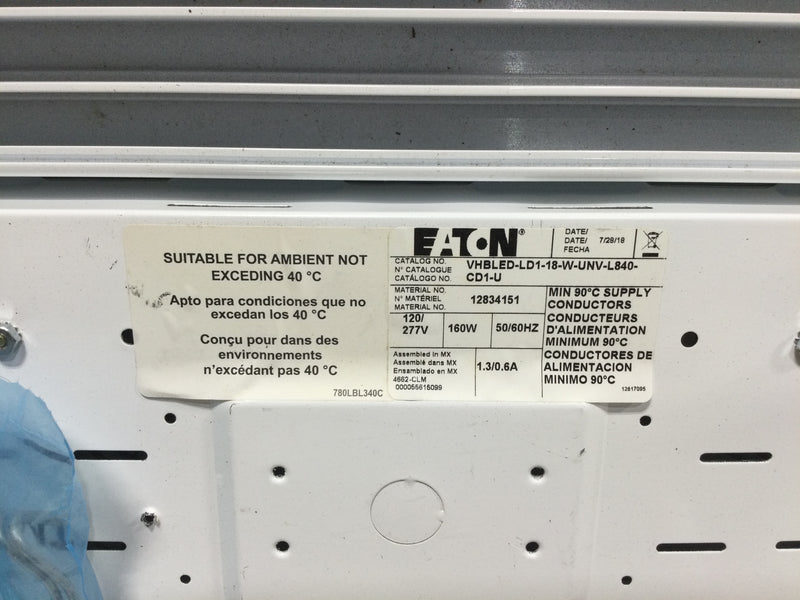 SUITABLE FOR AMBIENT NOT
EXCEDING 40 °C
Apto para condiciones que no
excedan los 40 °C
Conçu pour dans des
environnements
n'excédant pas 40 °C
780LBL340C
EATON®
DATE/
DATE/
FECHA
7/28/18
CATALOG NO.
N° CATALOGUE
CATÁLOGO NO.
VHBLED-LD1-18-W-UNV-L840-
CD1-U
MATERIAL NO.
N° MATÉRIEL
MATERIAL NO.
12834151
120/
277V
160W
50/60HZ
Assembled in MX
Assemblé dans MX
Ensamblado en MX
4662-CLM
000055615099
1.3/0.6A
MIN 90°C SUPPLY
CONDUCTORS
CONDUCTEURS
D'ALIMENTATION
MINIMUM 90°C
CONDUCTORES DE
ALIMENTACION
MINIMO 90°C
12617095